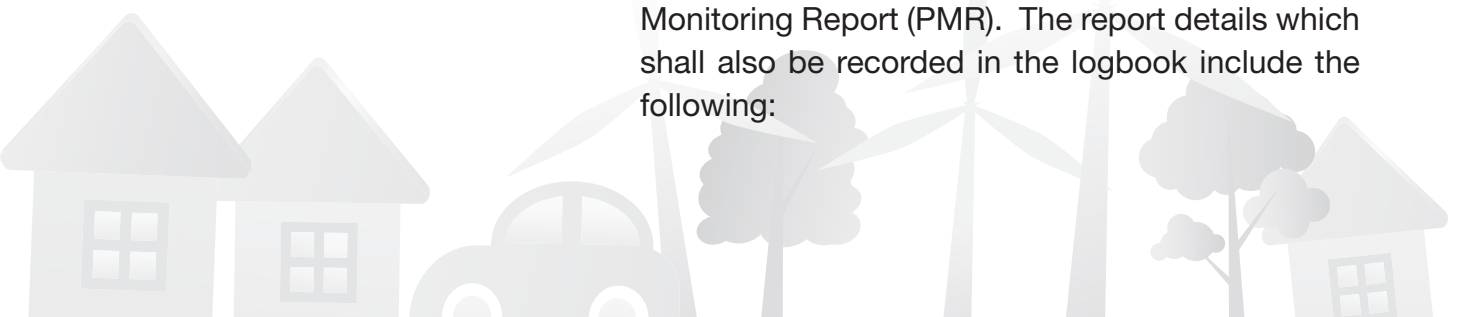 Monitoring Report (PMR).  The report details which
shall also be recorded in the logbook include the
following: